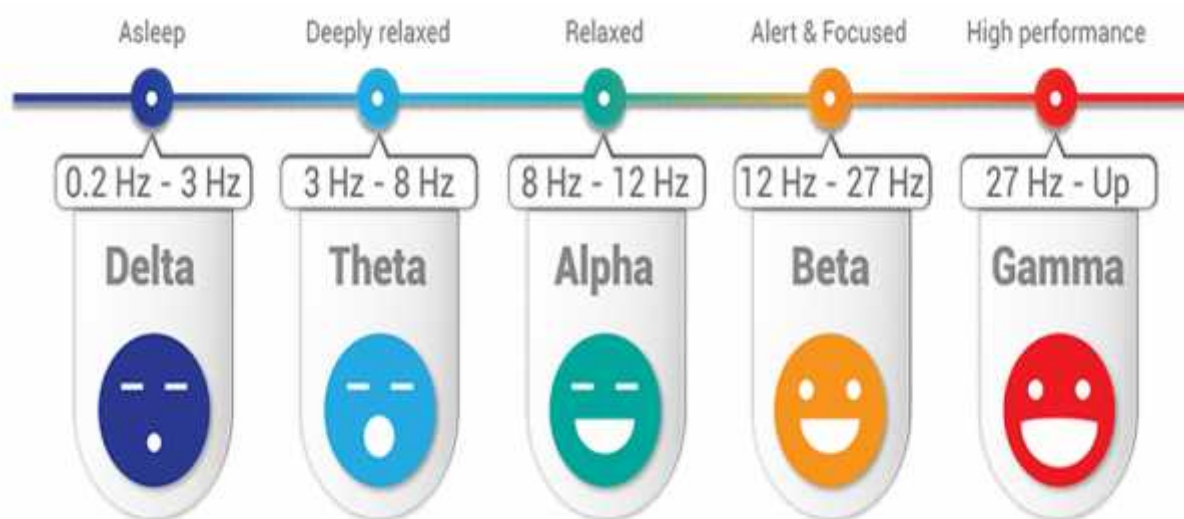 Asleep Deeply relaxed Relaxed Alert & Focused High performance
0.2 Hz - 3 Hz 3 Hz - 8 Hz 8 Hz - 12 Hz 12 Hz - 27 Hz 27 Hz - Up
Delta Theta Alpha Beta Gamma